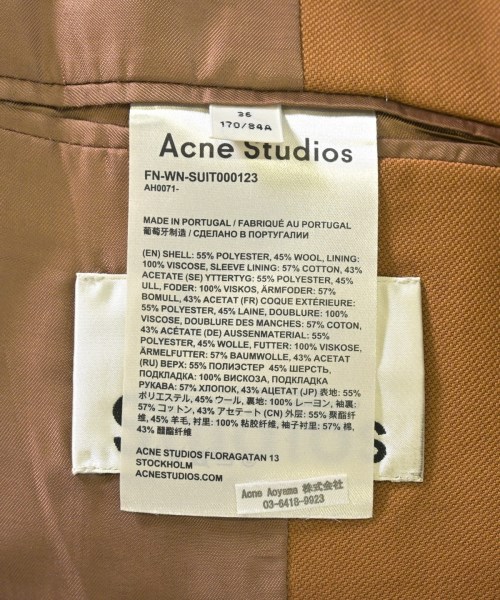 36
170/84A
Acne Studios
FN-WN-SUIT000123
AH0071-
MADE IN PORTUGAL / FABRIQUÉ AU PORTUGAL
葡萄牙制造 / СДЕЛАНО В ПОРТУГАЛИИ
(EN) SHELL: 55% POLYESTER, 45% WOOL, LINING:
100% VISCOSE, SLEEVE LINING: 57% COTTON, 43%
ACETATE (SE) YTTERTYG: 55% POLYESTER, 45%
ULL, FODER: 100% VISKOS, ÄRMFODER: 57%
BOMULL, 43% ACETAT (FR) COQUE EXTÉRIEURE:
55% POLYESTER, 45% LAINE, DOUBLURE: 100%
VISCOSE, DOUBLURE DES MANCHES: 57% COTON,
43% ACÉTATE (DE) AUSSENMATERIAL: 55%
POLYESTER, 45% WOLLE, FUTTER: 100% VISKOSE,
ÄRMELFUTTER: 57% BAUMWOLLE, 43% ACETAT
(RU) ВЕРХ: 55% ПОЛИЭСТЕР 45% ШЕРСТЬ,
ПОДКЛАДКА: 100% ВИСКОЗА, ПОДКЛАДКА
РУКАВА: 57% ХЛОПОК, 43% АЦЕТАТ (JP) 表地: 55%
ポリエステル, 45% ウール, 裏地: 100% レーヨン, 袖裏:
57% コットン, 43% アセテート (CN) 外层: 55% 聚酯纤
维, 45% 羊毛, 衬里: 100% 粘胶纤维, 袖子衬里: 57% 棉,
43% 醋酯纤维
ACNE STUDIOS FLORAGATAN 13
STOCKHOLM
ACNESTUDIOS.COM
Acne Aoyama 株式会社
03-6418-9923